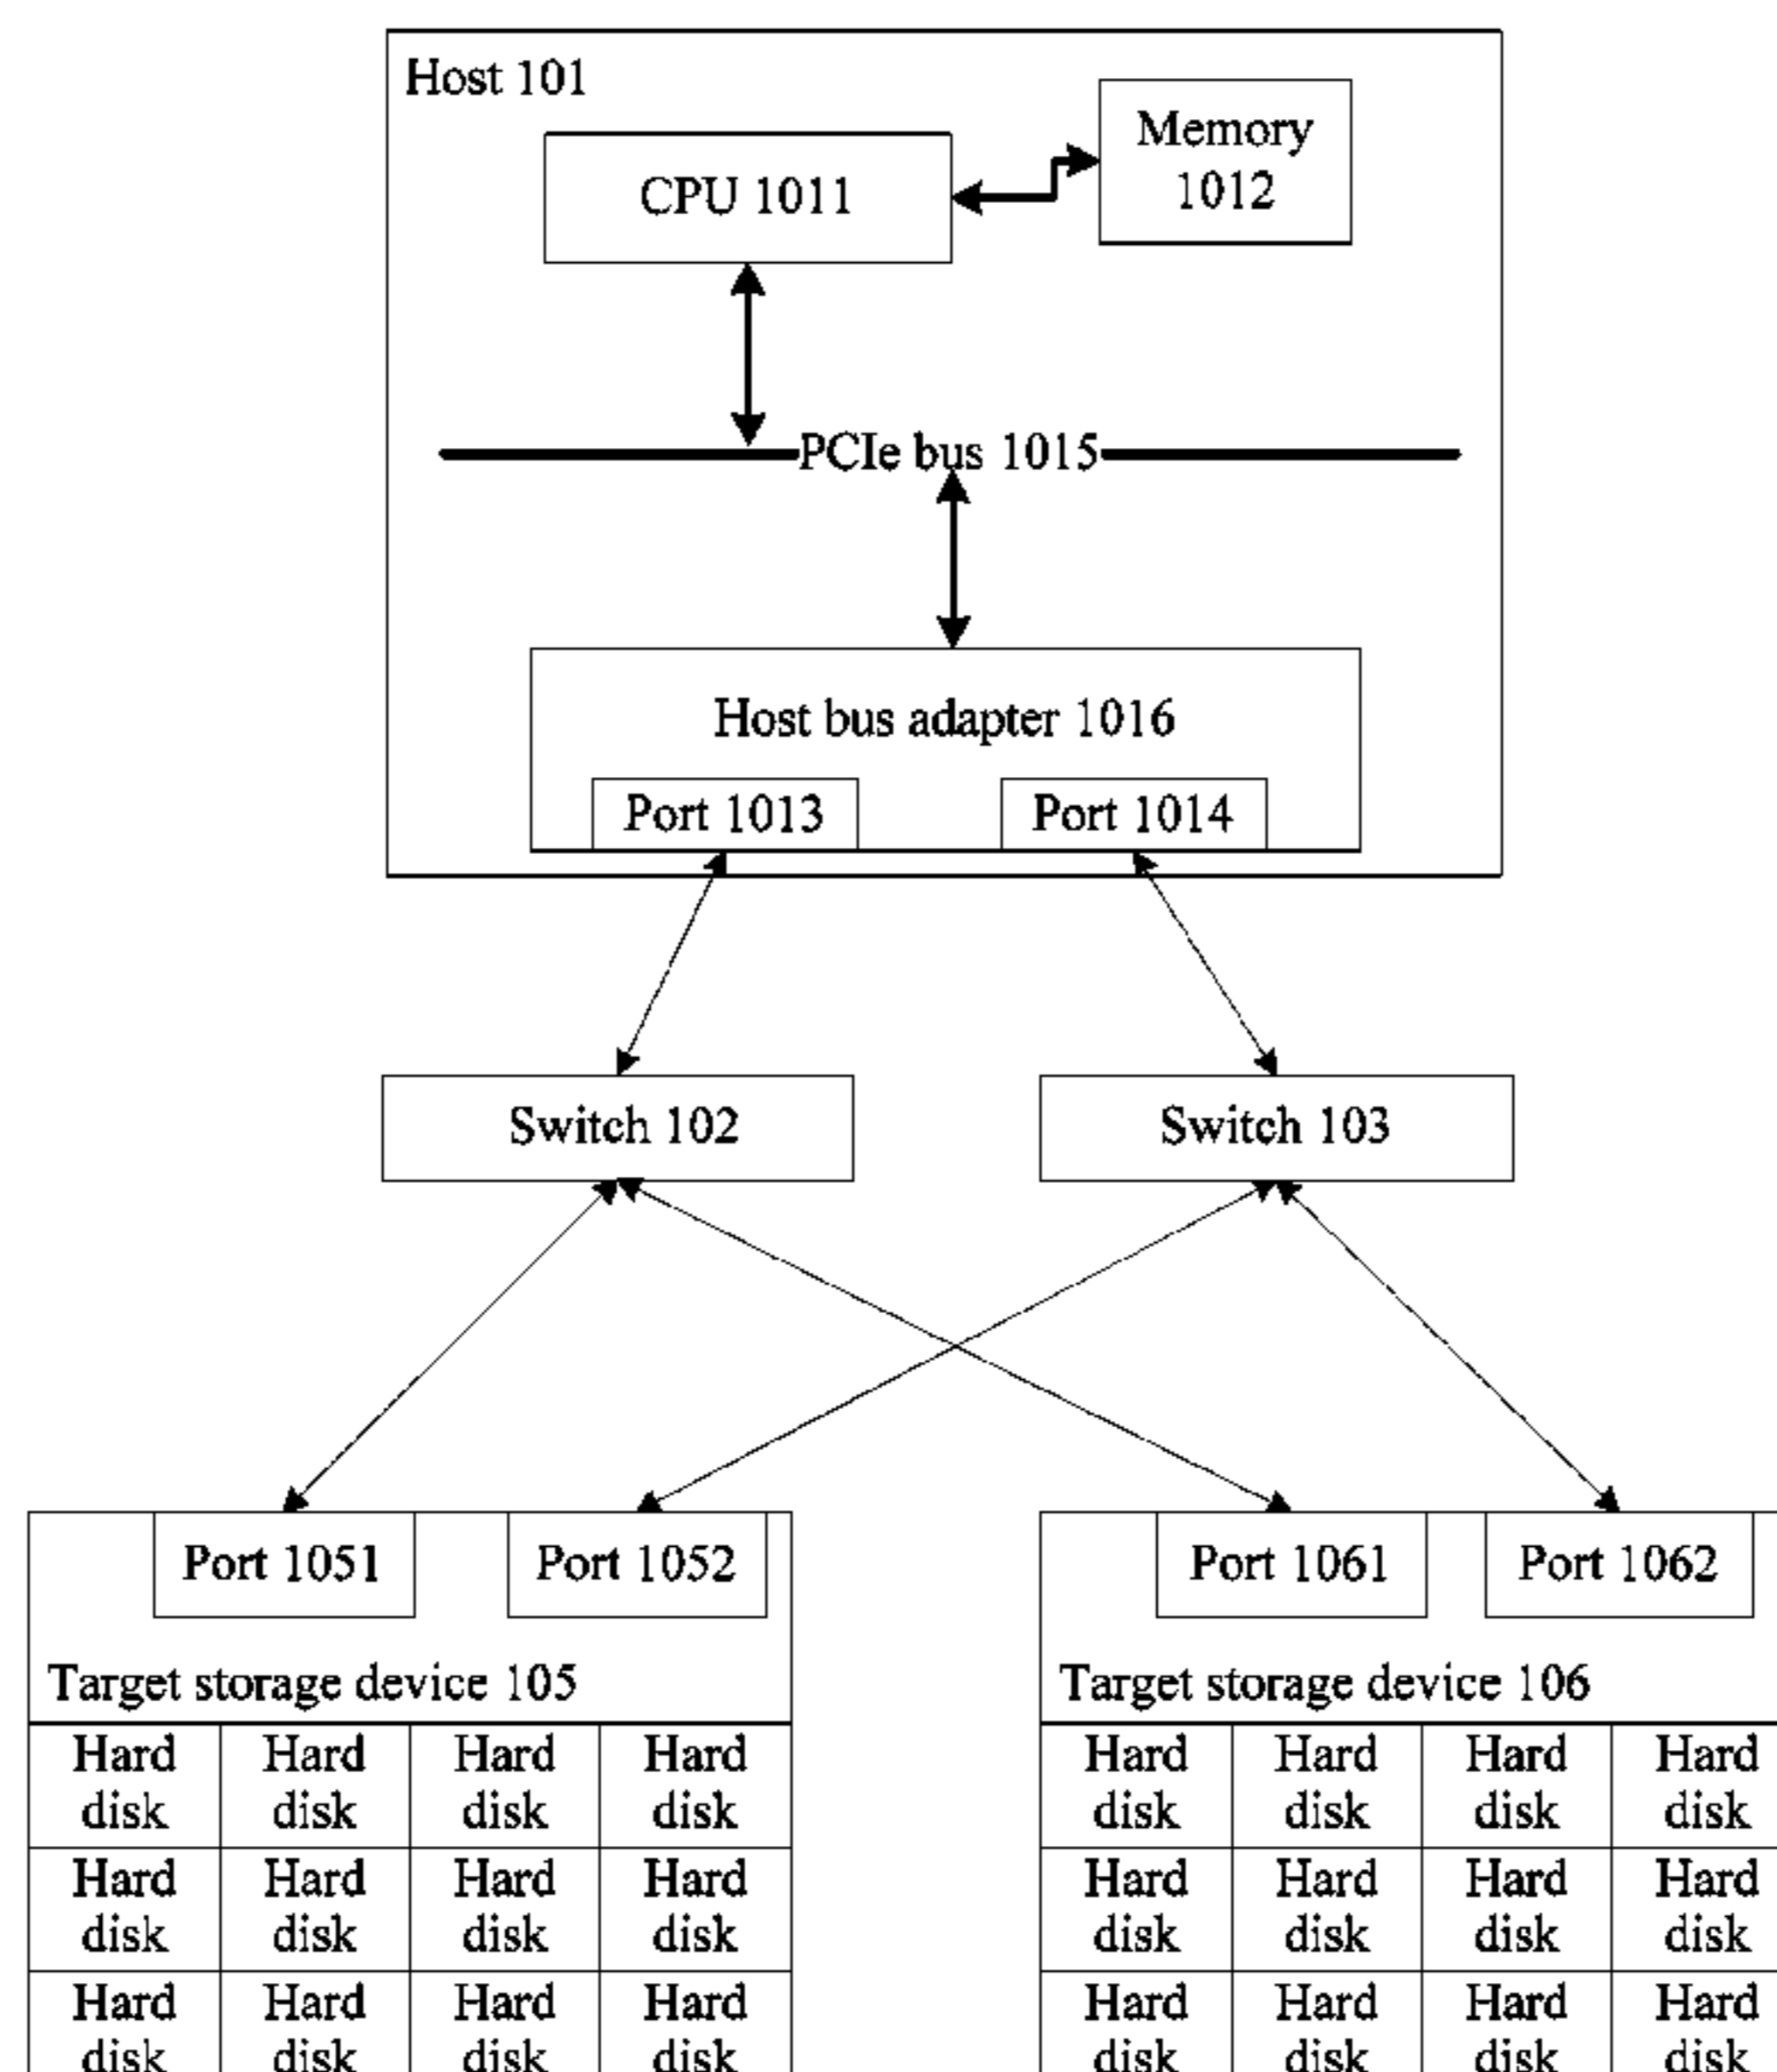 Host 101
Memory
1012
CPU 1011
PCIe bus 1015
Host bus adapter 1016
Port 1013 Port 1014
Switch 102 Switch 103
Port 1051 Port 1052 Port 1061 Port 1062
Target storage device 105 Target storage device 106
Hard Hard Hard Hard Hard Hard Hard Hard
disk disk disk disk disk disk disk disk
Hard Hard Hard Hard Hard Hard Hard Hard
disk disk disk disk disk disk disk disk
Hard Hard Hard Hard Hard Hard Hard Hard
disk disk disk disk disk disk disk disk